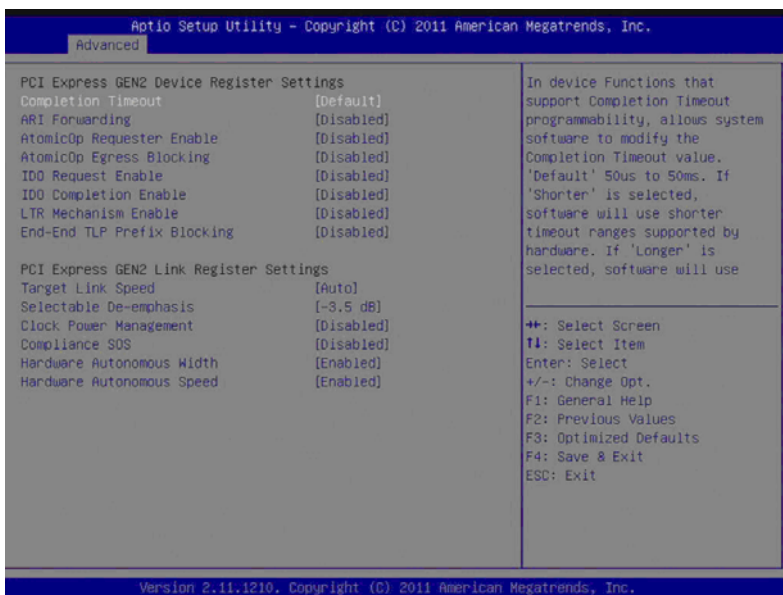 Aptio Setup Utility – Copyright (C) 2011 American Megatrends, Inc.
Advanced
PCI Express GEN2 Device Register Settings
Completion Timeout [Default]
ARI Forwarding [Disabled]
AtomicOp Requester Enable [Disabled]
AtomicOp Egress Blocking [Disabled]
IDO Request Enable [Disabled]
IDO Completion Enable [Disabled]
LTR Mechanism Enable [Disabled]
End-End TLP Prefix Blocking [Disabled]
PCI Express GEN2 Link Register Settings
Target Link Speed [Auto]
Selectable De-emphasis [-3.5 dB]
Clock Power Management [Disabled]
Compliance SOS [Disabled]
Hardware Autonomous Width [Enabled]
Hardware Autonomous Speed [Enabled]
In device Functions that
support Completion Timeout
programmability, allows system
software to modify the
Completion Timeout value.
'Default' 50us to 50ms. If
'Shorter' is selected,
software will use shorter
timeout ranges supported by
hardware. If 'Longer' is
selected, software will use
→←: Select Screen
↑↓: Select Item
Enter: Select
+/-: Change Opt.
F1: General Help
F2: Previous Values
F3: Optimized Defaults
F4: Save & Exit
ESC: Exit
Version 2.11.1210. Copyright (C) 2011 American Megatrends, Inc.